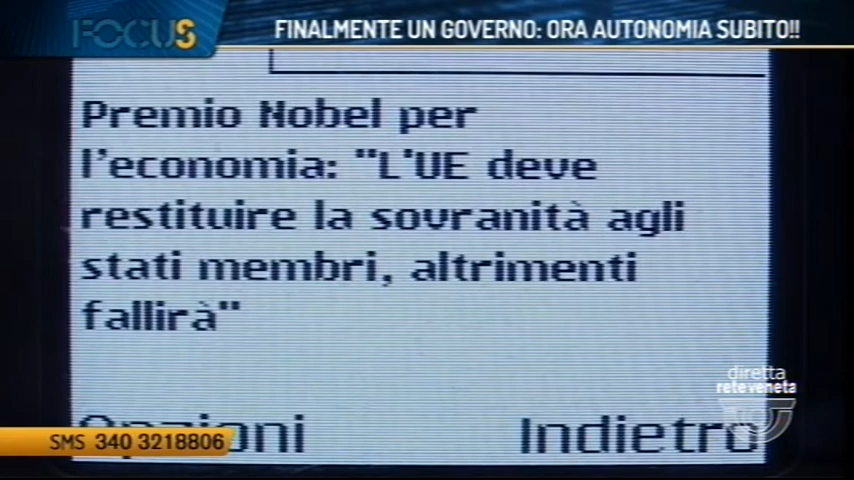 FOCUS
FINALMENTE UN GOVERNO: ORA AUTONOMIA SUBITO!!
Premio Nobel per
l'economia: "L'UE deve
restituire la sovranità agli
stati membri, altrimenti
fallirà"
diretta
reteveneta
Opzioni
Indietro
SMS 340 3218806